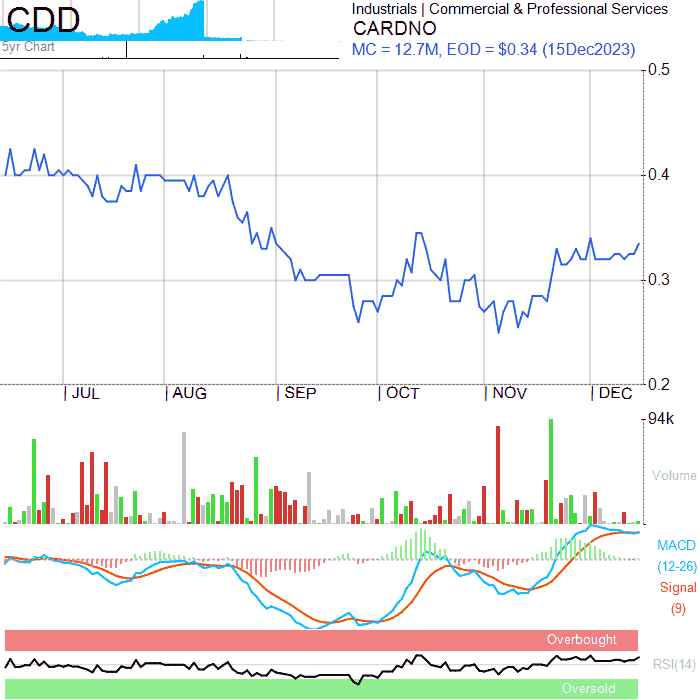 CDD
5yr Chart
Industrials | Commercial & Professional Services
CARDNO
MC = 12.7M, EOD = $0.34 (15Dec2023)
0.5
0.4
0.3
0.2
JUL AUG SEP OCT NOV DEC
94k
Volume
MACD
(12-26)
Signal
(9)
Overbought
RSI(14)
Oversold